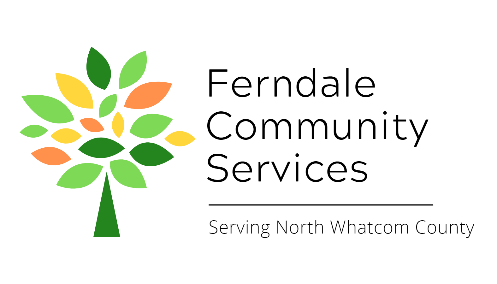 Ferndale
Community
Services
Serving North Whatcom County